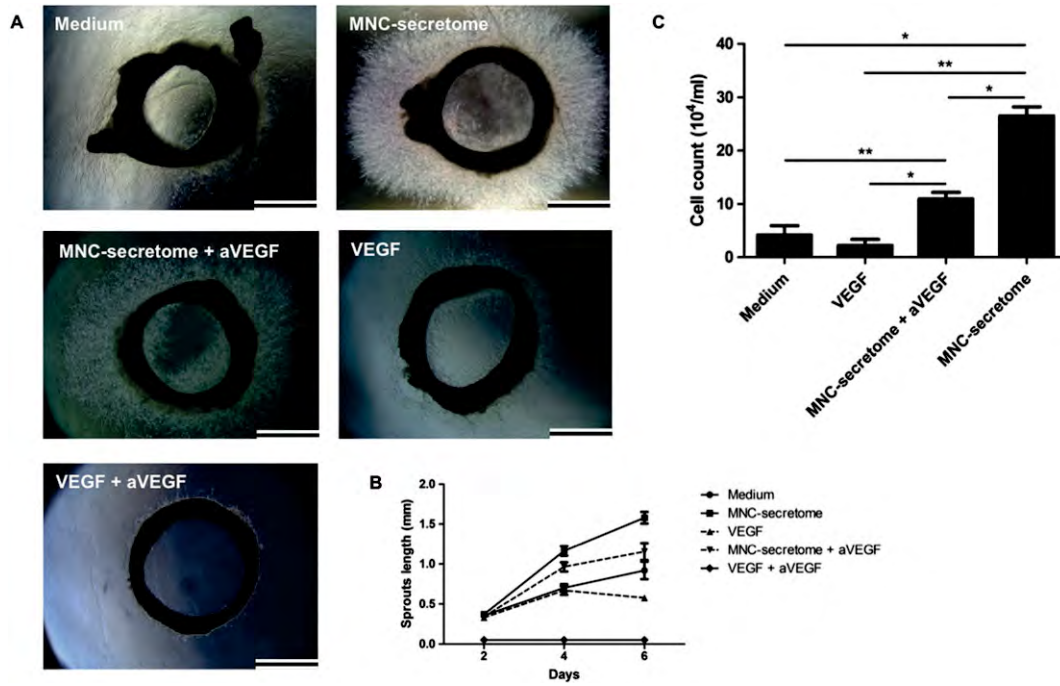 A
Medium
MNC-secretome
MNC-secretome + aVEGF
VEGF
VEGF + aVEGF
B
Sprouts length (mm)
2.0
1.5
1.0
0.5
0.0
2
4
6
Days
Medium
MNC-secretome
VEGF
MNC-secretome + aVEGF
VEGF + aVEGF
C
Cell count (10⁴/ml)
40
30
20
10
0
*
**
*
**
*
Medium
VEGF
MNC-secretome + aVEGF
MNC-secretome